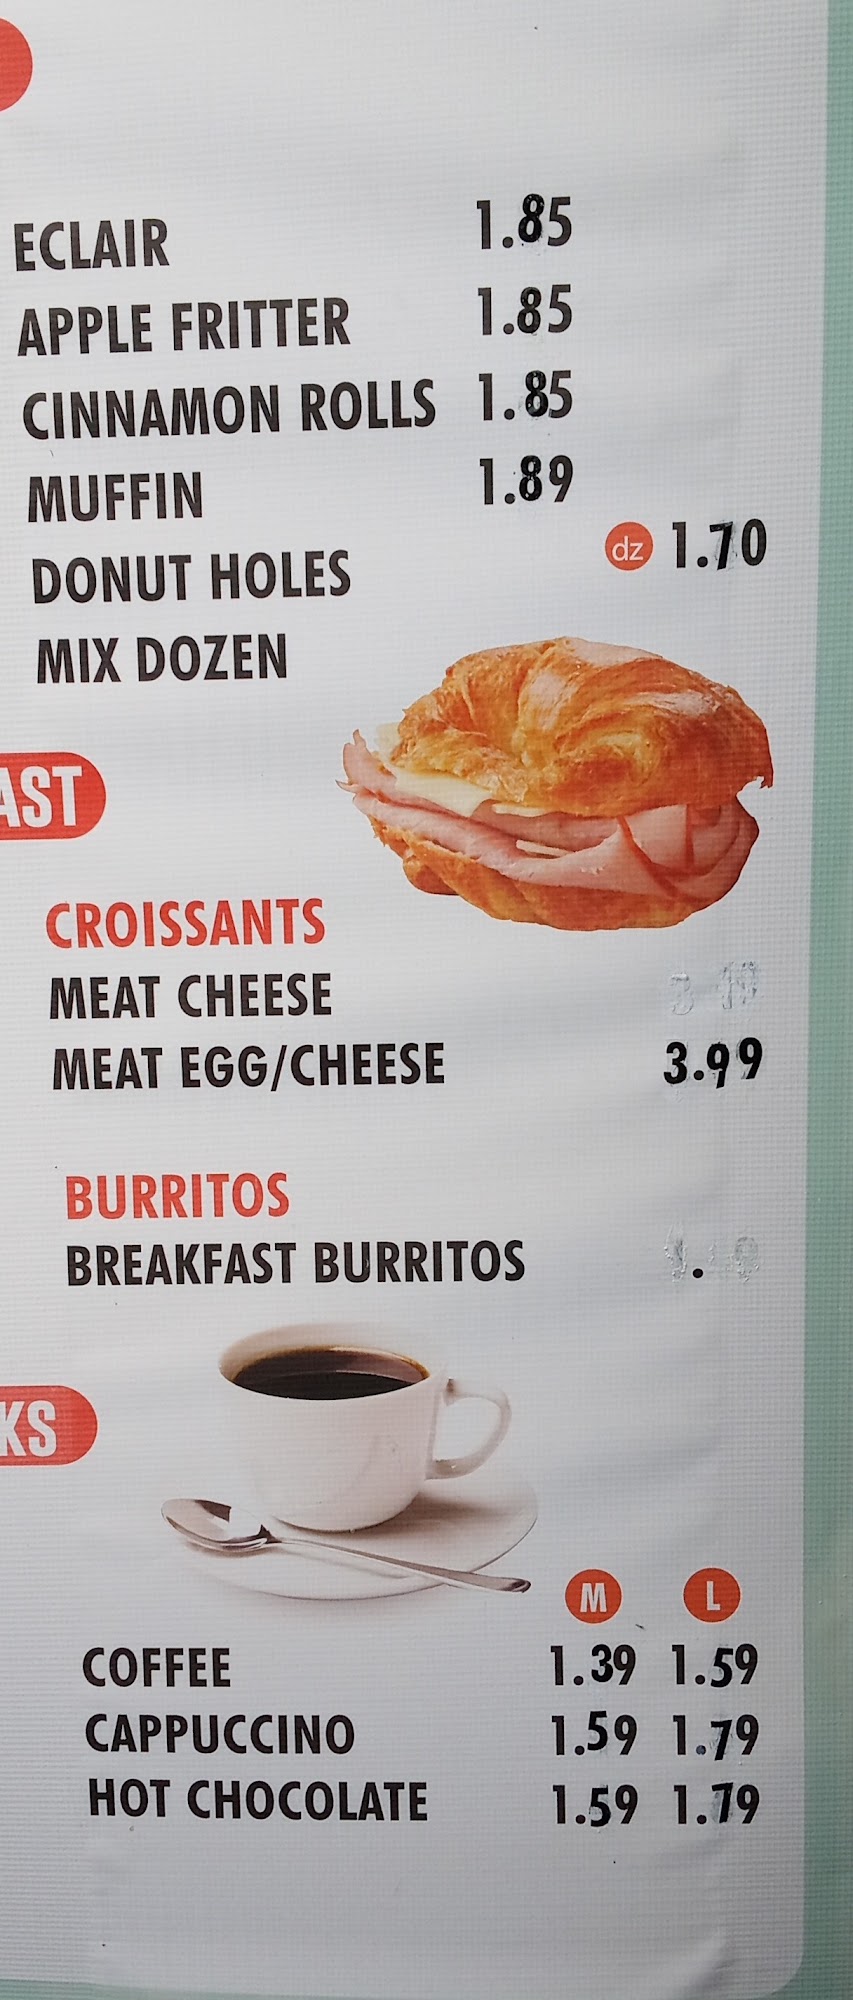 ECLAIR 1.85
APPLE FRITTER 1.85
CINNAMON ROLLS 1.85
MUFFIN 1.89
DONUT HOLES dz 1.70
MIX DOZEN
AST
CROISSANTS
MEAT CHEESE
MEAT EGG/CHEESE 3.99
BURRITOS
BREAKFAST BURRITOS
KS
M L
COFFEE 1.39 1.59
CAPPUCCINO 1.59 1.79
HOT CHOCOLATE 1.59 1.79